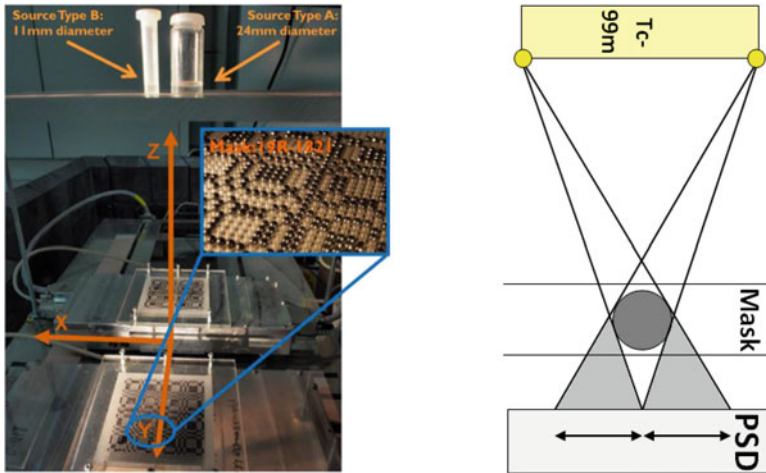 Source Type B:
11mm diameter
Source Type A:
24mm diameter
Z
Mask:19R-1821
X
Y
Tc-
99m
Mask
PSD